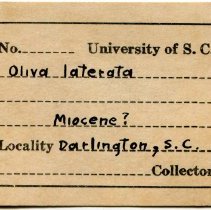 No. University of S. C.
Oliva laterata
Miocene?
Locality Darlington, S.C.
Collector